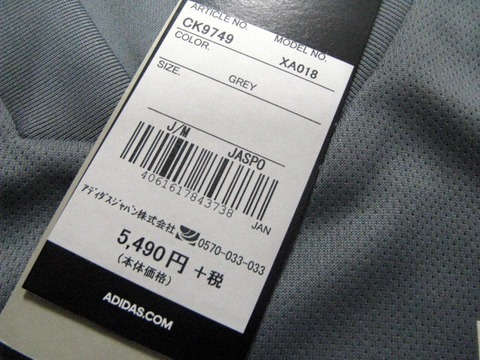 ARTICLE NO.
MODEL NO.
CK9749
XA018
COLOR.
GREY
SIZE.
J/M
JASPO
4061617843738
JAN
アディダスジャパン株式会社
0570-033-033
5,490円 +税
(本体価格)
ADIDAS.COM